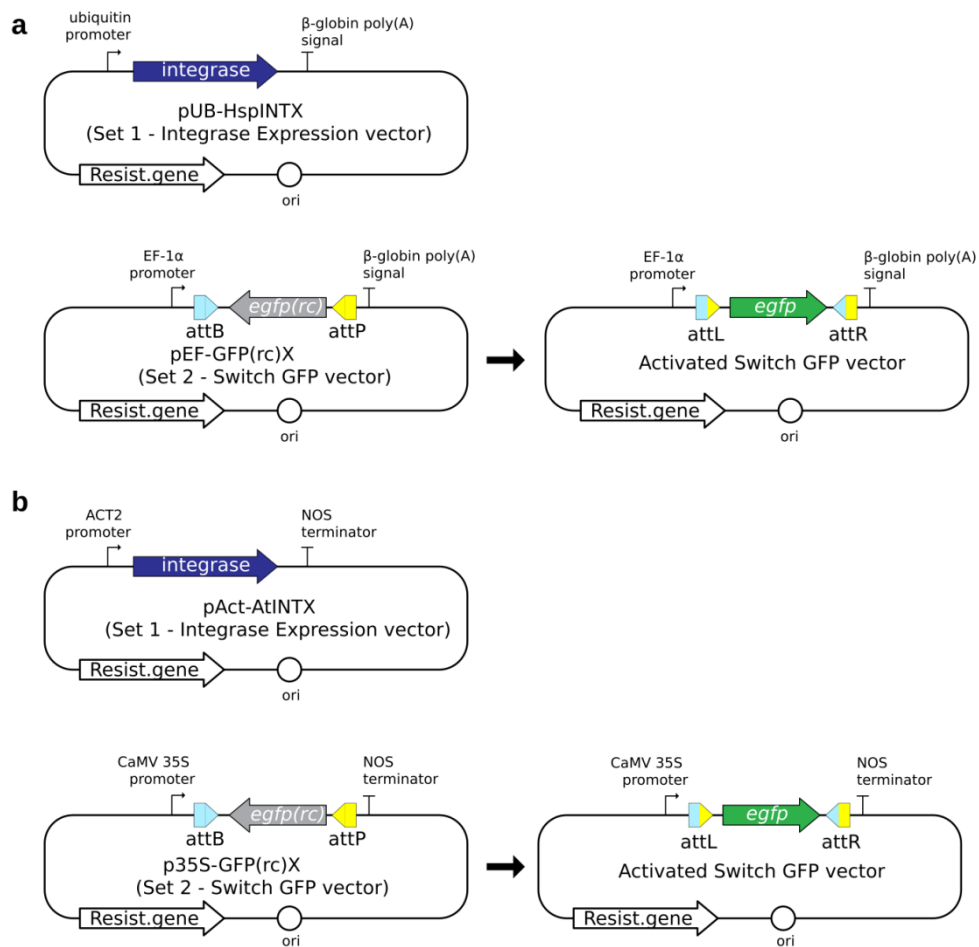 a
ubiquitin
promoter
β-globin poly(A)
signal
integrase
pUB-HspINTX
(Set 1 - Integrase Expression vector)
Resist.gene
ori
EF-1α
promoter
β-globin poly(A)
signal
egfp(rc)
attB
attP
pEF-GFP(rc)X
(Set 2 - Switch GFP vector)
Resist.gene
ori
EF-1α
promoter
β-globin poly(A)
signal
egfp
attL
attR
Activated Switch GFP vector
Resist.gene
ori
b
ACT2
promoter
NOS
terminator
integrase
pAct-AtINTX
(Set 1 - Integrase Expression vector)
Resist.gene
ori
CaMV 35S
promoter
NOS
terminator
egfp(rc)
attB
attP
p35S-GFP(rc)X
(Set 2 - Switch GFP vector)
Resist.gene
ori
CaMV 35S
promoter
NOS
terminator
egfp
attL
attR
Activated Switch GFP vector
Resist.gene
ori